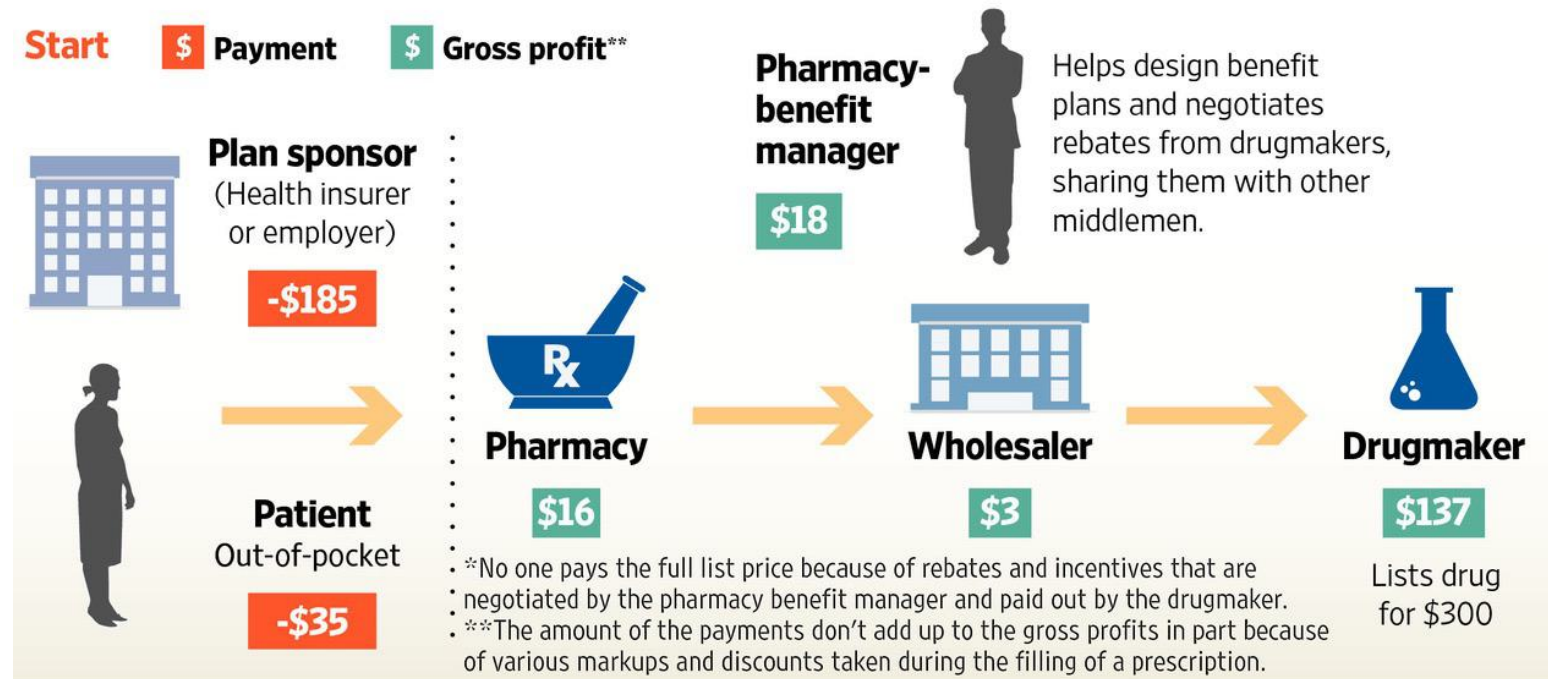 Start
$ Payment
$ Gross profit**
Plan sponsor
(Health insurer
or employer)
-$185
Patient
Out-of-pocket
-$35
Pharmacy-
benefit
manager
$18
Helps design benefit
plans and negotiates
rebates from drugmakers,
sharing them with other
middlemen.
Rx
Pharmacy
$16
Wholesaler
$3
Drugmaker
$137
Lists drug
for $300
*No one pays the full list price because of rebates and incentives that are
negotiated by the pharmacy benefit manager and paid out by the drugmaker.
**The amount of the payments don't add up to the gross profits in part because
of various markups and discounts taken during the filling of a prescription.